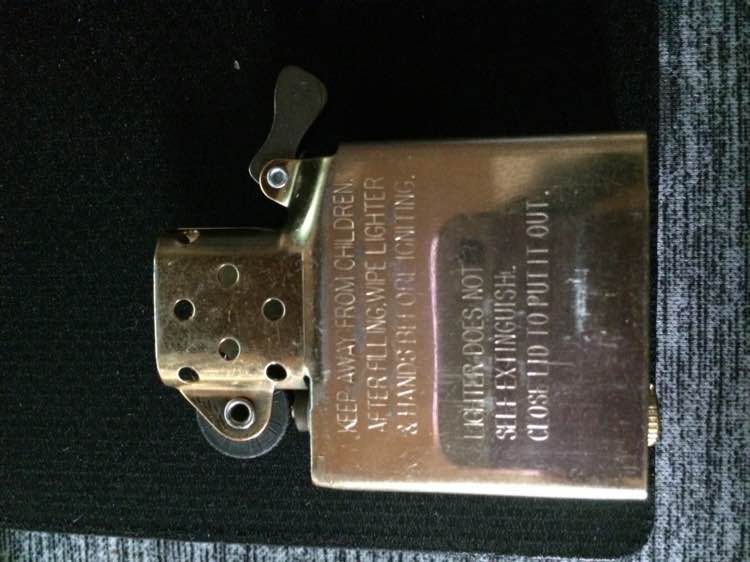 KEEP AWAY FROM CHILDREN.
AFTER FILLING, WIPE LIGHTER
& HANDS BEFORE IGNITING.
LIGHTER DOES NOT
SELF EXTINGUISH.
CLOSE LID TO PUT IT OUT.